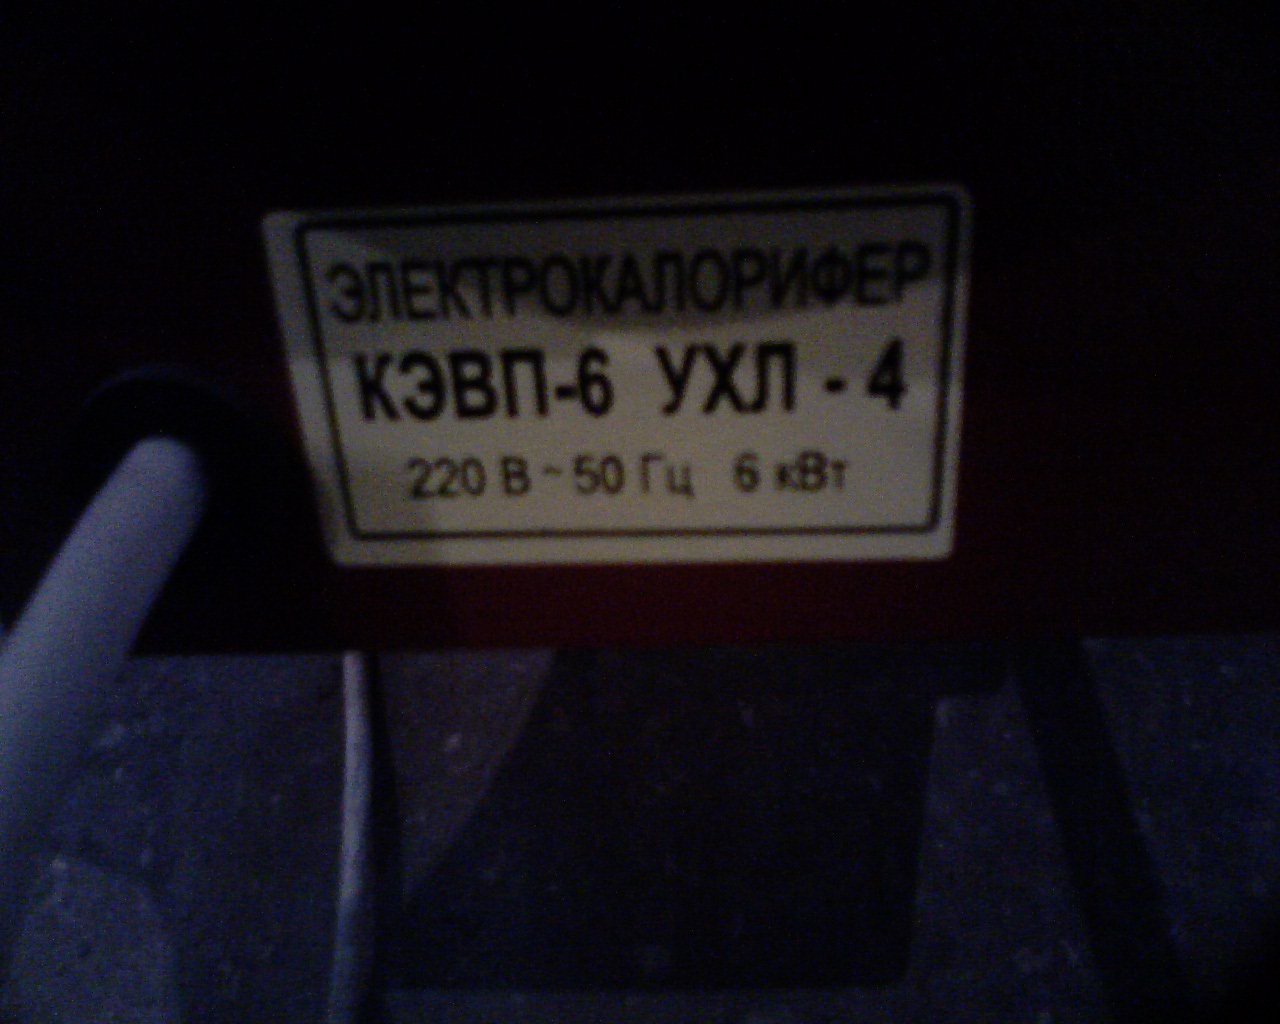 ЭЛЕКТРОКАЛОРИФЕР
КЭВП-6 УХЛ - 4
220 В ~ 50 Гц 6 кВт